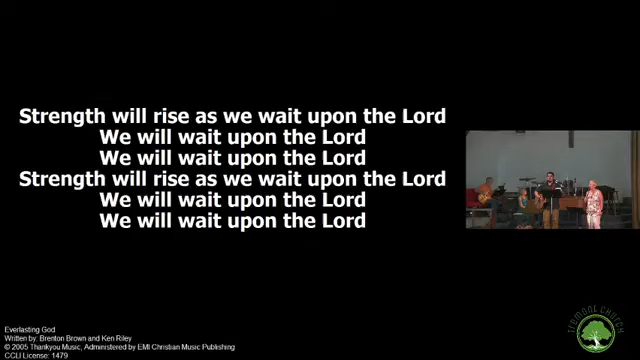 Strength will rise as we wait upon the Lord
We will wait upon the Lord
We will wait upon the Lord
Strength will rise as we wait upon the Lord
We will wait upon the Lord
We will wait upon the Lord
Everlasting God
Written by: Brenton Brown and Ken Riley
© 2005 Thankyou Music, Administered by EMI Christian Music Publishing
CCLI License: 1479
Tremont Church